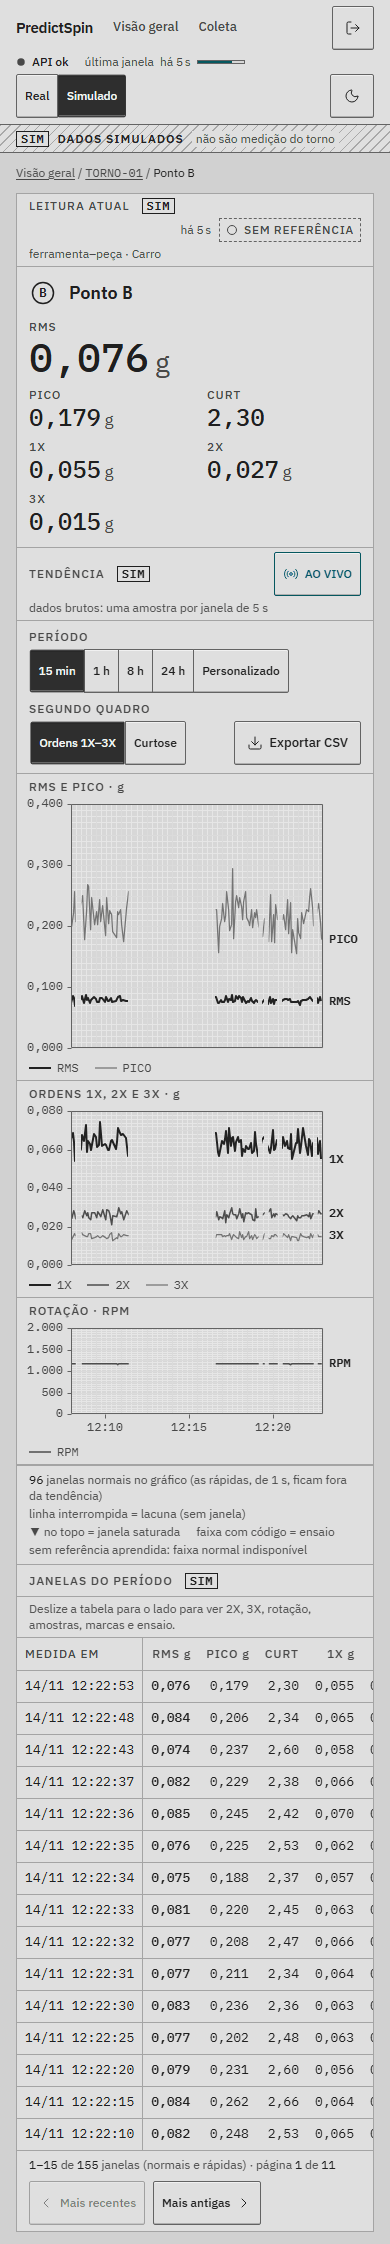 PredictSpin Visão geral Coleta
API ok última janela há 5 s
Real Simulado
SIM DADOS SIMULADOS não são medição do torno
Visão geral / TORNO-01 / Ponto B
LEITURA ATUAL SIM
há 5 s SEM REFERÊNCIA
ferramenta–peça · Carro
B Ponto B
RMS
0,076 g
PICO CURT
0,179 g 2,30
1X 2X
0,055 g 0,027 g
3X
0,015 g
TENDÊNCIA SIM AO VIVO
dados brutos: uma amostra por janela de 5 s
PERÍODO
15 min 1 h 8 h 24 h Personalizado
SEGUNDO QUADRO
Ordens 1X–3X Curtose Exportar CSV
RMS E PICO · g
0,400
0,300
0,200
PICO
0,100
RMS
0,000
RMS PICO
ORDENS 1X, 2X E 3X · g
0,080
0,060
1X
0,040
2X
0,020
3X
0,000
1X 2X 3X
ROTAÇÃO · RPM
2.000
1.500
RPM
1.000
500
0
12:10 12:15 12:20
RPM
96 janelas normais no gráfico (as rápidas, de 1 s, ficam fora
da tendência)
linha interrompida = lacuna (sem janela)
▼ no topo = janela saturada faixa com código = ensaio
sem referência aprendida: faixa normal indisponível
JANELAS DO PERÍODO SIM
Deslize a tabela para o lado para ver 2X, 3X, rotação,
amostras, marcas e ensaio.
MEDIDA EM RMS g PICO g CURT 1X g
14/11 12:22:53 0,076 0,179 2,30 0,055
14/11 12:22:48 0,084 0,206 2,34 0,065
14/11 12:22:43 0,074 0,237 2,60 0,058
14/11 12:22:37 0,082 0,229 2,38 0,066
14/11 12:22:36 0,085 0,245 2,42 0,070
14/11 12:22:35 0,076 0,225 2,53 0,062
14/11 12:22:34 0,075 0,188 2,37 0,057
14/11 12:22:33 0,081 0,220 2,45 0,063
14/11 12:22:32 0,077 0,208 2,47 0,066
14/11 12:22:31 0,077 0,211 2,34 0,064
14/11 12:22:30 0,083 0,236 2,36 0,063
14/11 12:22:25 0,077 0,202 2,48 0,063
14/11 12:22:20 0,079 0,231 2,60 0,056
14/11 12:22:15 0,084 0,262 2,66 0,064
14/11 12:22:10 0,082 0,248 2,53 0,065
1–15 de 155 janelas (normais e rápidas) · página 1 de 11
Mais recentes Mais antigas